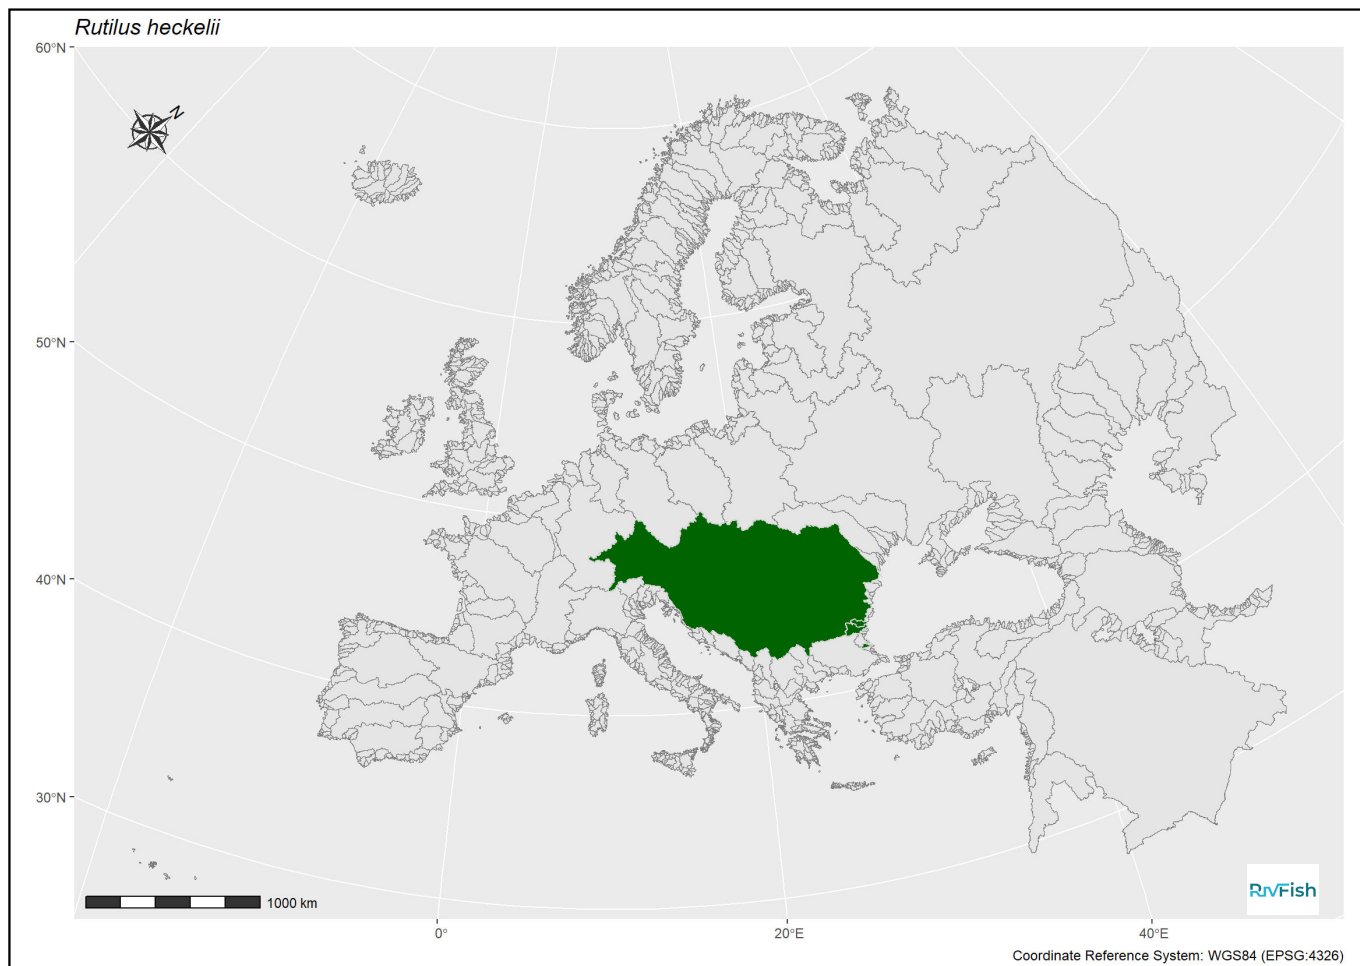 Rutilus heckelii
60°N
N
50°N
40°N
30°N
1000 km
RivFish
0°
20°E
40°E
Coordinate Reference System: WGS84 (EPSG:4326)